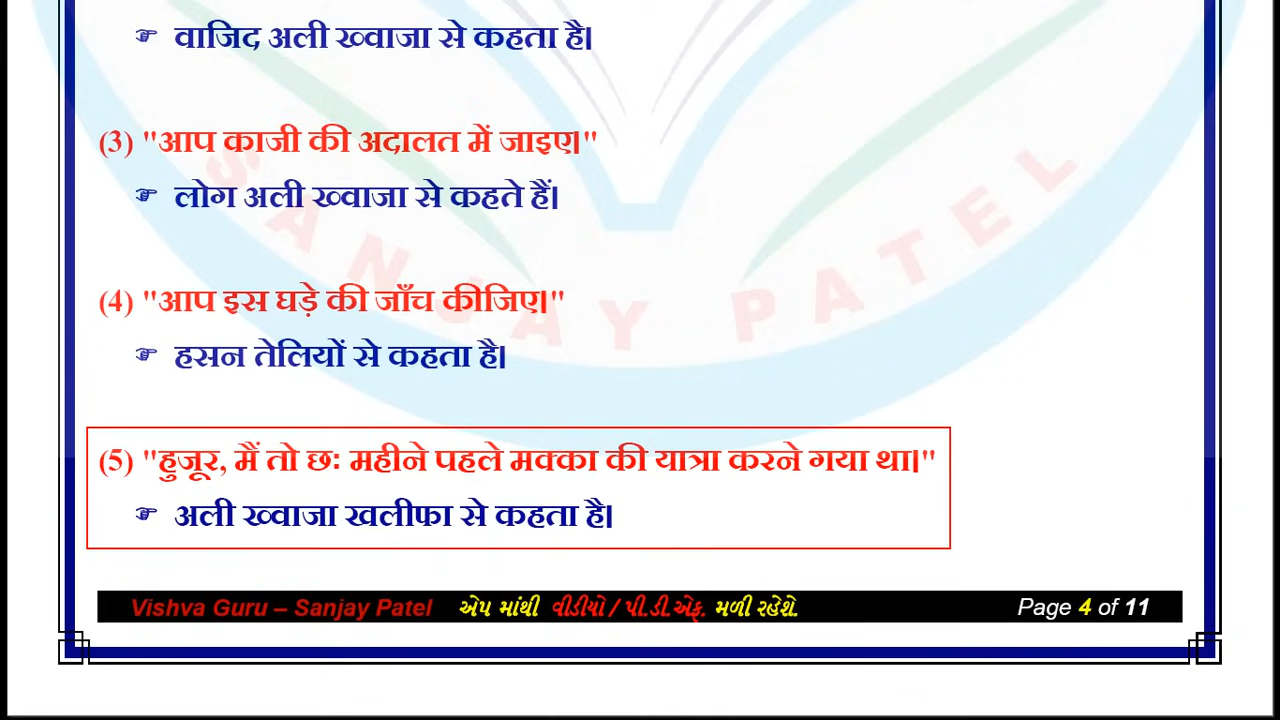 ☞ वाजिद अली ख्वाजा से कहता है।
(3) "आप काजी की अदालत में जाइए।"
☞ लोग अली ख्वाजा से कहते हैं।
(4) "आप इस घड़े की जाँच कीजिए।"
☞ हसन तेलियों से कहता है।
(5) "हुजूर, मैं तो छः महीने पहले मक्का की यात्रा करने गया था।"
☞ अली ख्वाजा खलीफा से कहता है।
SANJAY PATEL
Vishva Guru – Sanjay Patel એપ માંથી વીડીયો / પી.ડી.એફ. મળી રહેશે. Page 4 of 11